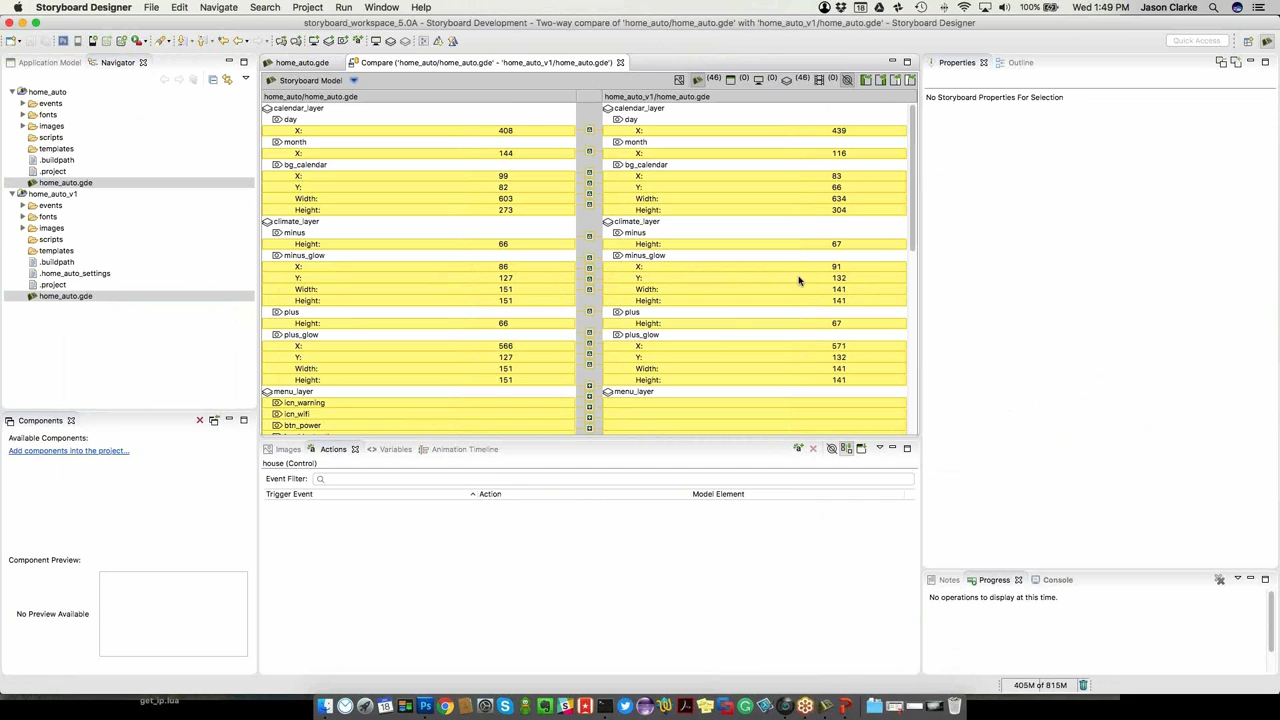 Storyboard Designer File Edit Navigate Search Project Run Window Help 18 100% Wed 1:49 PM Jason Clarke
storyboard_workspace_5.0A - Storyboard Development - Two-way compare of 'home_auto/home_auto.gde' with 'home_auto_v1/home_auto.gde' - Storyboard Designer
Quick Access
Application Model Navigator
home_auto
events
fonts
images
scripts
templates
.buildpath
.project
home_auto.gde
home_auto_v1
events
fonts
images
scripts
templates
.buildpath
.home_auto_settings
.project
home_auto.gde
Components
Available Components:
Add components into the project...
Component Preview:
No Preview Available
home_auto.gde Compare ('home_auto/home_auto.gde' - 'home_auto_v1/home_auto.gde')
Storyboard Model (46) (0) (0) (46) (0)
home_auto/home_auto.gde home_auto_v1/home_auto.gde
calendar_layer calendar_layer
day day
X: 408 X: 439
month month
X: 144 X: 116
bg_calendar bg_calendar
X: 99 X: 83
Y: 82 Y: 66
Width: 603 Width: 634
Height: 273 Height: 304
climate_layer climate_layer
minus minus
Height: 66 Height: 67
minus_glow minus_glow
X: 86 X: 91
Y: 127 Y: 132
Width: 151 Width: 141
Height: 151 Height: 141
plus plus
Height: 66 Height: 67
plus_glow plus_glow
X: 566 X: 571
Y: 127 Y: 132
Width: 151 Width: 141
Height: 151 Height: 141
menu_layer menu_layer
icn_warning
icn_wifi
btn_power
Images Actions Variables Animation Timeline
house (Control)
Event Filter:
Trigger Event Action Model Element
Properties Outline
No Storyboard Properties For Selection
Notes Progress Console
No operations to display at this time.
405M of 815M
get_ip.lua